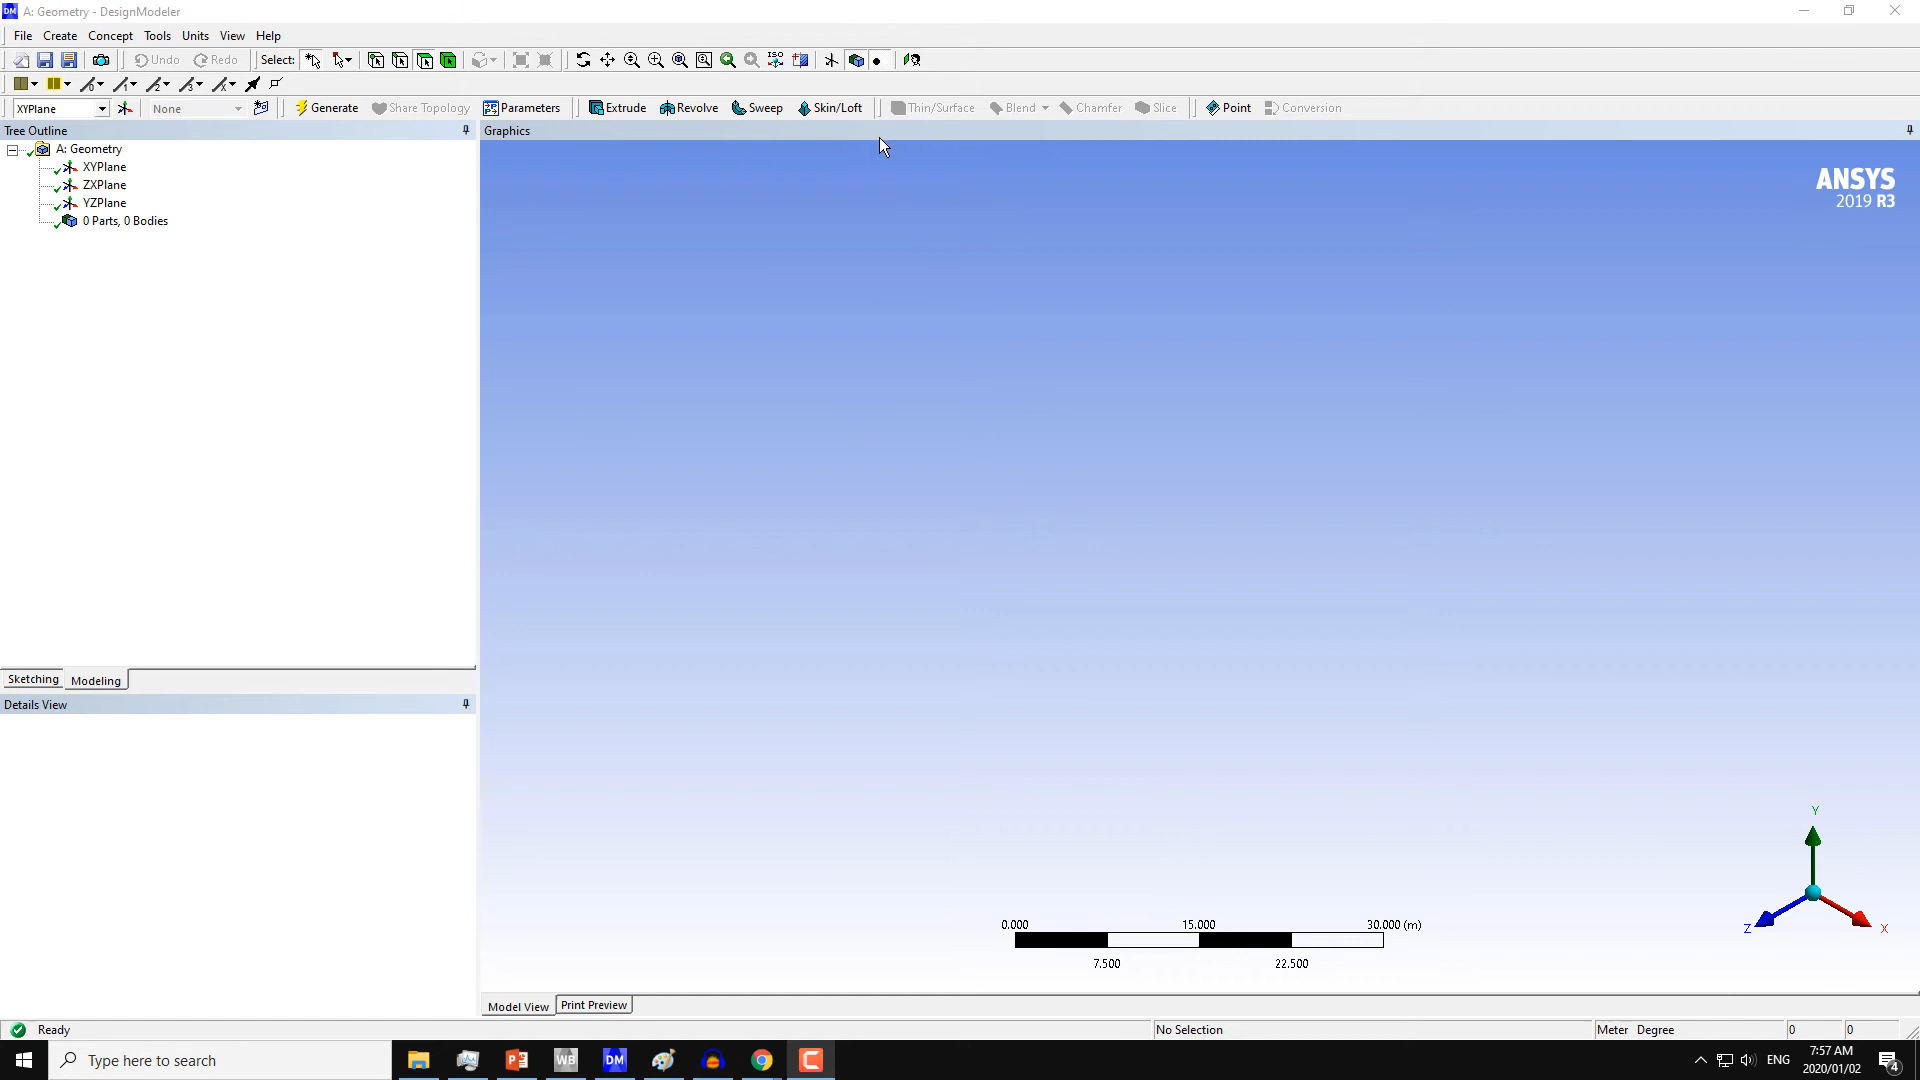 A: Geometry - DesignModeler
File Create Concept Tools Units View Help
Undo Redo Select: ISO
XYPlane None Generate Share Topology Parameters Extrude Revolve Sweep Skin/Loft Thin/Surface Blend Chamfer Slice Point Conversion
Tree Outline
A: Geometry
XYPlane
ZXPlane
YZPlane
0 Parts, 0 Bodies
Sketching Modeling
Details View
Graphics
ANSYS
2019 R3
Y
Z X
0.000 15.000 30.000 (m)
7.500 22.500
Model View Print Preview
Ready No Selection Meter Degree 0 0
Type here to search WB DM ENG 7:57 AM
2020/01/02 4